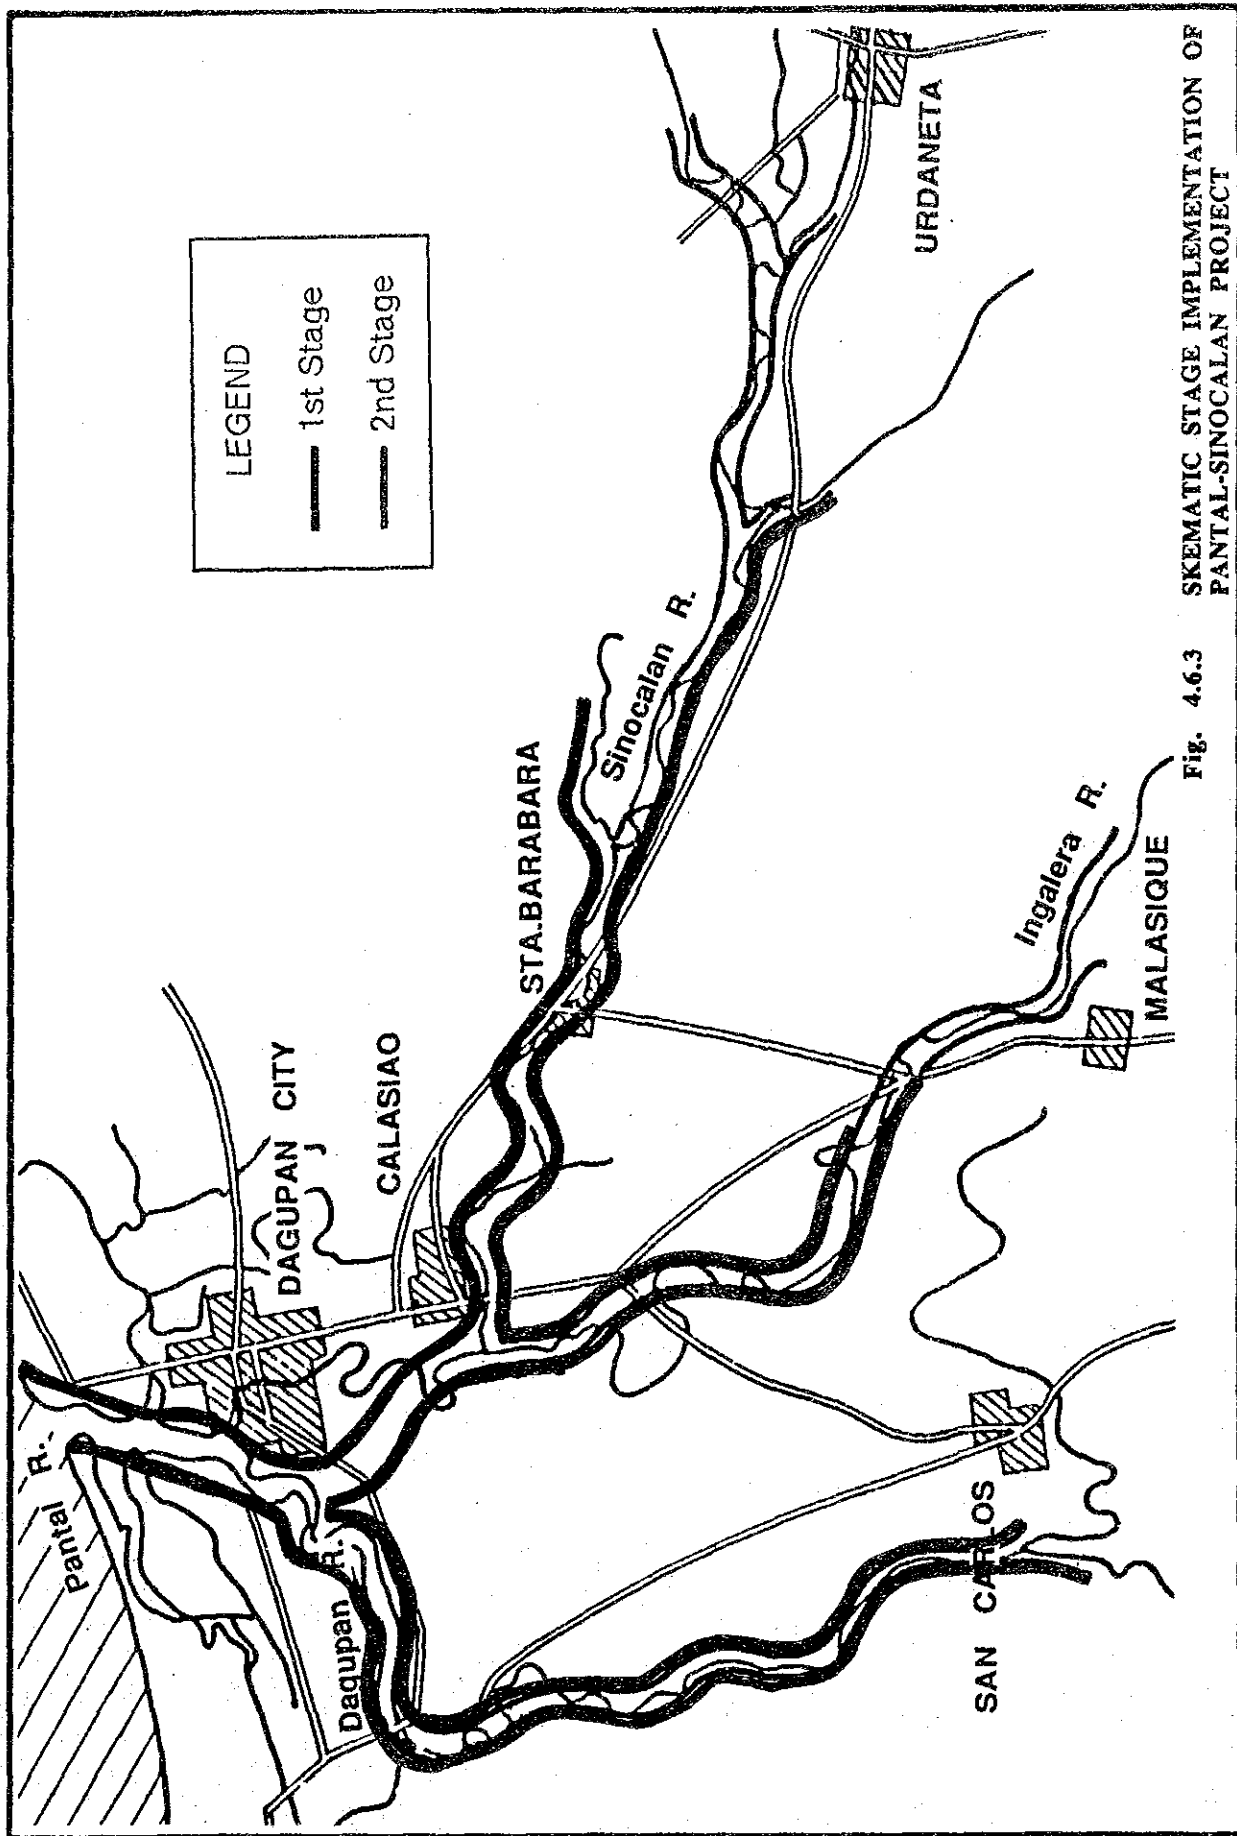 LEGEND
1st Stage
2nd Stage
Pantal R.
DAGUPAN CITY
CALASIAO
STA.BARABARA
Sinocalan R.
URDANETA
Dagupan R.
SAN CARLOS
Ingalera R.
MALASIQUE
Fig. 4.6.3 SKEMATIC STAGE IMPLEMENTATION OF
PANTAL-SINOCALAN PROJECT